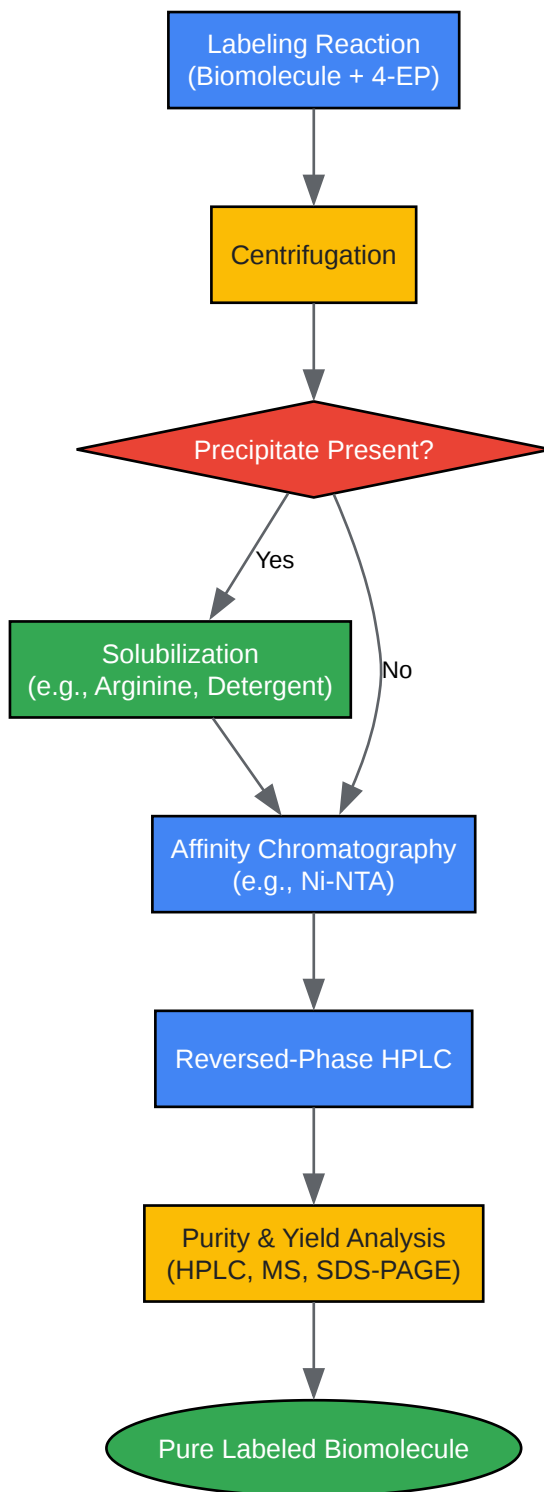 Labeling Reaction
(Biomolecule + 4-EP)
Centrifugation
Precipitate Present?
Yes
Solubilization
(e.g., Arginine, Detergent)
No
Affinity Chromatography
(e.g., Ni-NTA)
Reversed-Phase HPLC
Purity & Yield Analysis
(HPLC, MS, SDS-PAGE)
Pure Labeled Biomolecule